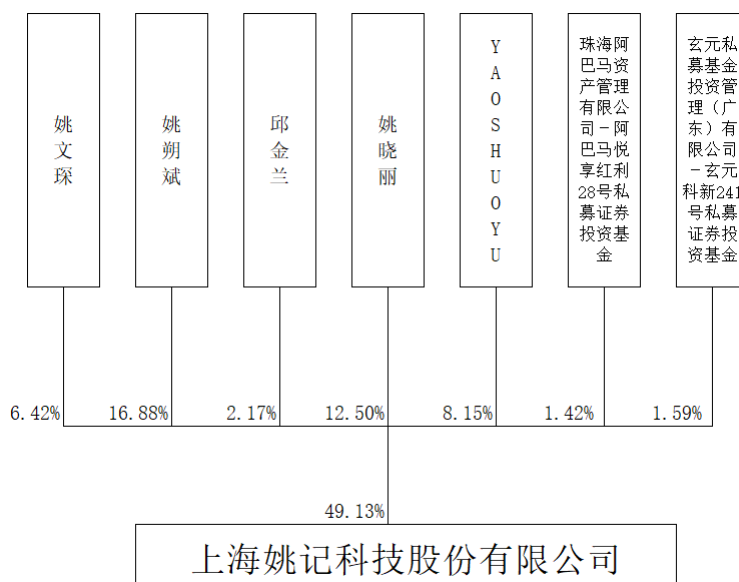 姚文琛
姚朔斌
邱金兰
姚晓丽
YAOSHUOYU
珠海阿
巴马资
产管理
有限公
司－阿
巴马悦
享红利
28号私
募证券
投资基
金
玄元私
募基金
投资管
理（广
东）有
限公司
－玄元
科新241
号私募
证券投
资基金
6.42%
16.88%
2.17%
12.50%
8.15%
1.42%
1.59%
49.13%
上海姚记科技股份有限公司